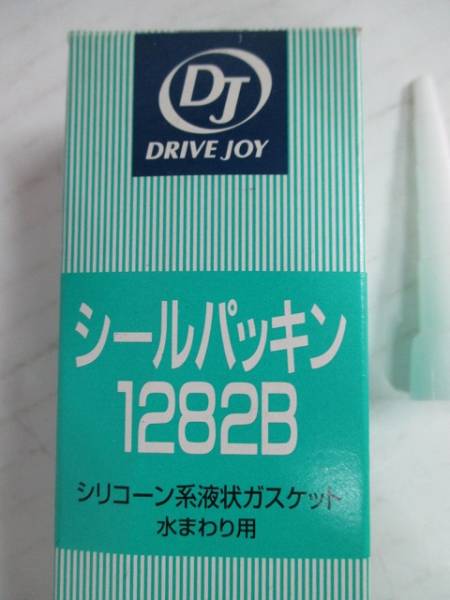 DJ
DRIVE JOY
シールパッキン
1282B
シリコーン系液状ガスケット
水まわり用